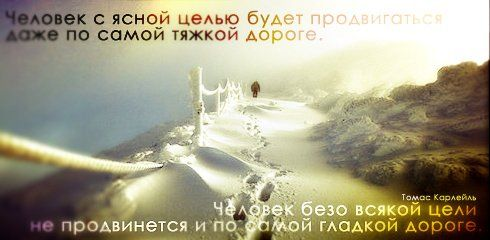 Человек с ясной целью будет продвигаться
даже по самой тяжкой дороге.
Томас Карлейль
Человек безо всякой цели
не продвинется и по самой гладкой дороге.